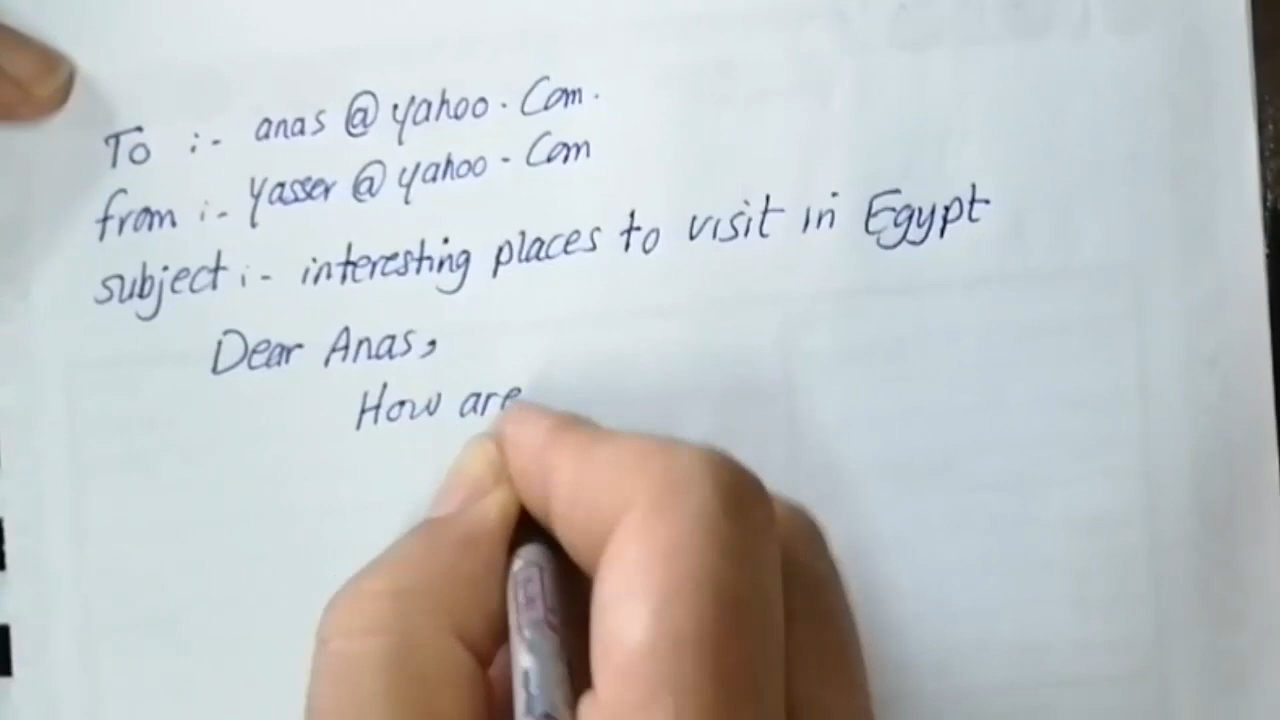 To :- anas @ yahoo . Com .
from :- Yasser @ yahoo - Com
subject :- interesting places to visit in Egypt
Dear Anas,
How are